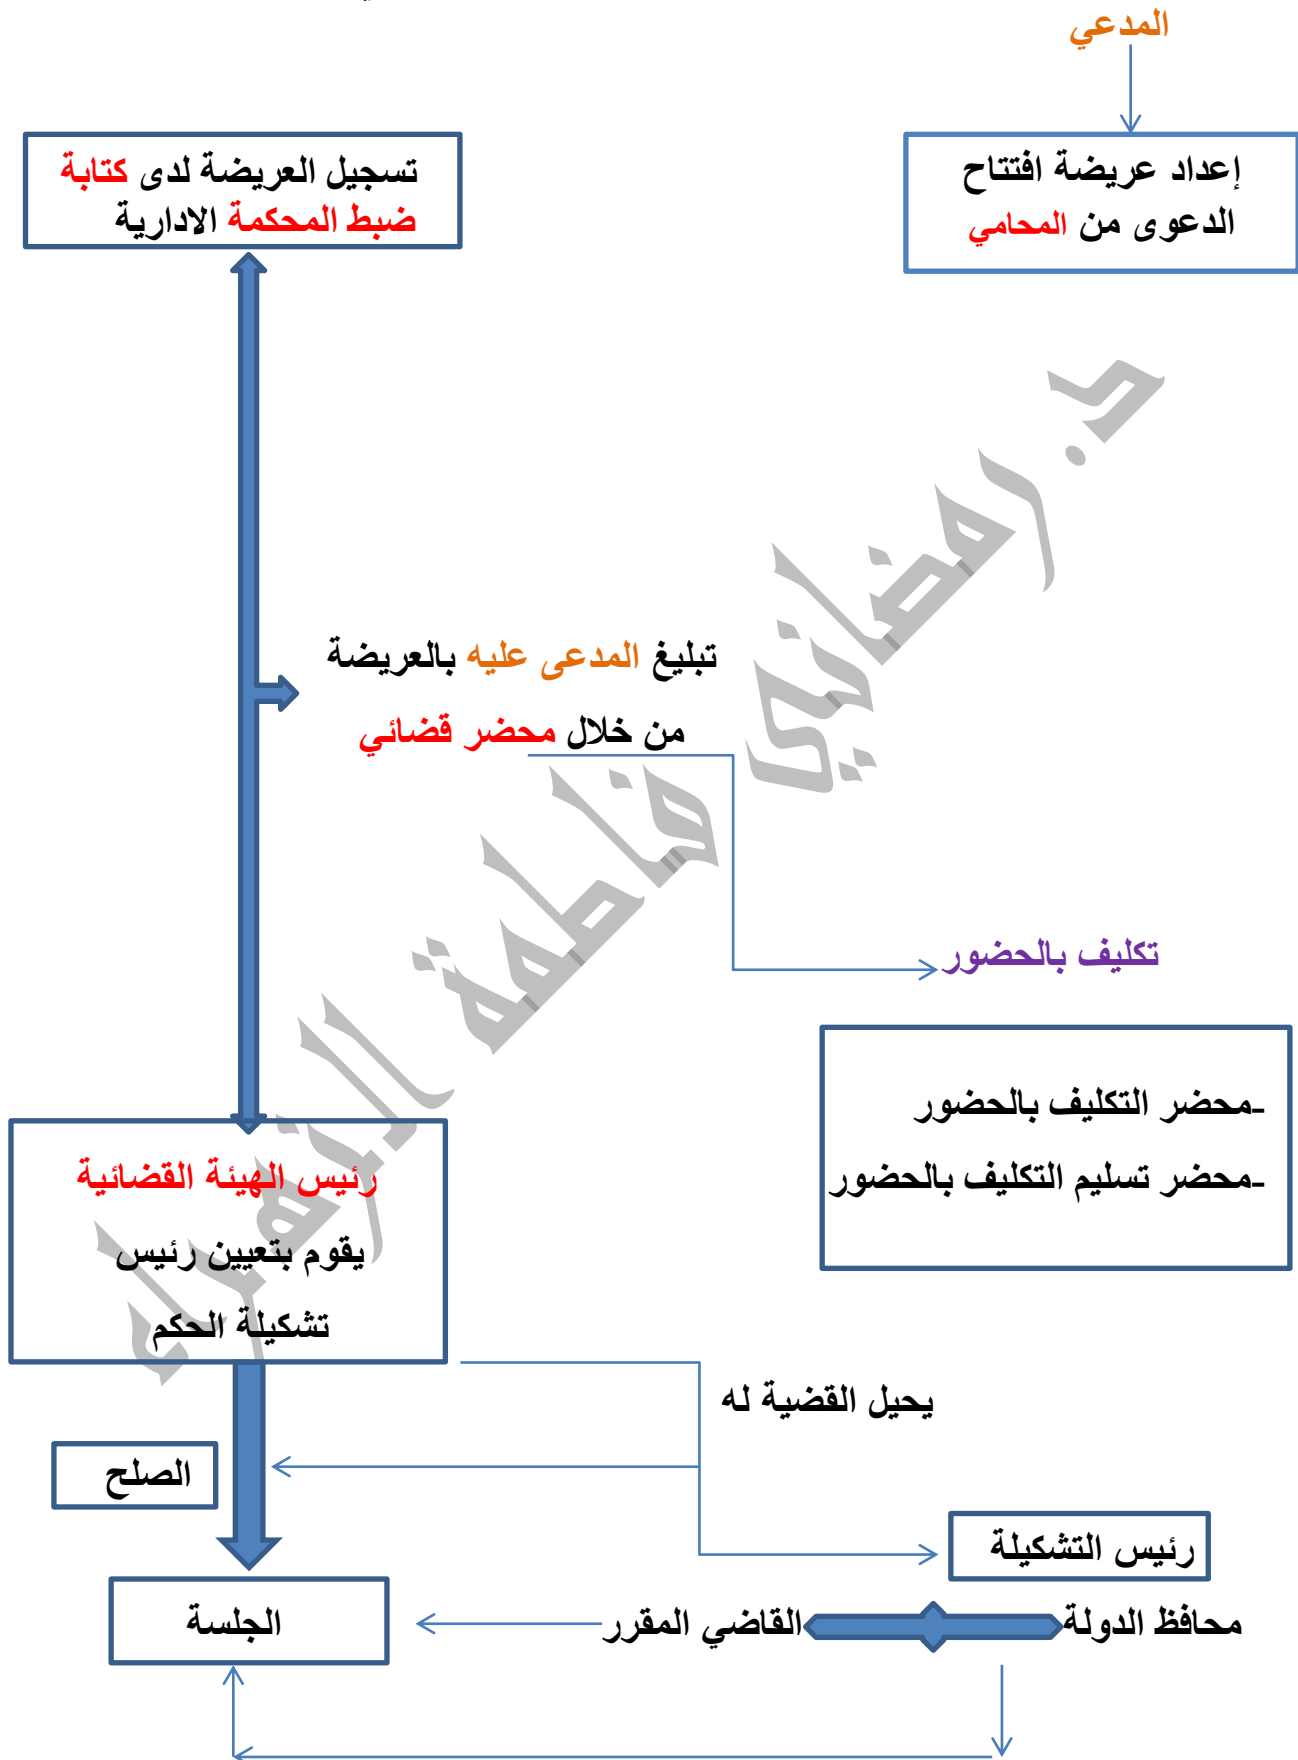 المدعي
إعداد عريضة افتتاح
الدعوى من المحامي
تسجيل العريضة لدى كتابة
ضبط المحكمة الادارية
د. رمضاني فاطمة الزهراء
تبليغ المدعى عليه بالعريضة
من خلال محضر قضائي
تكليف بالحضور
-محضر التكليف بالحضور
-محضر تسليم التكليف بالحضور
رئيس الهيئة القضائية
يقوم بتعيين رئيس
تشكيلة الحكم
يحيل القضية له
الصلح
رئيس التشكيلة
محافظ الدولة
القاضي المقرر
الجلسة